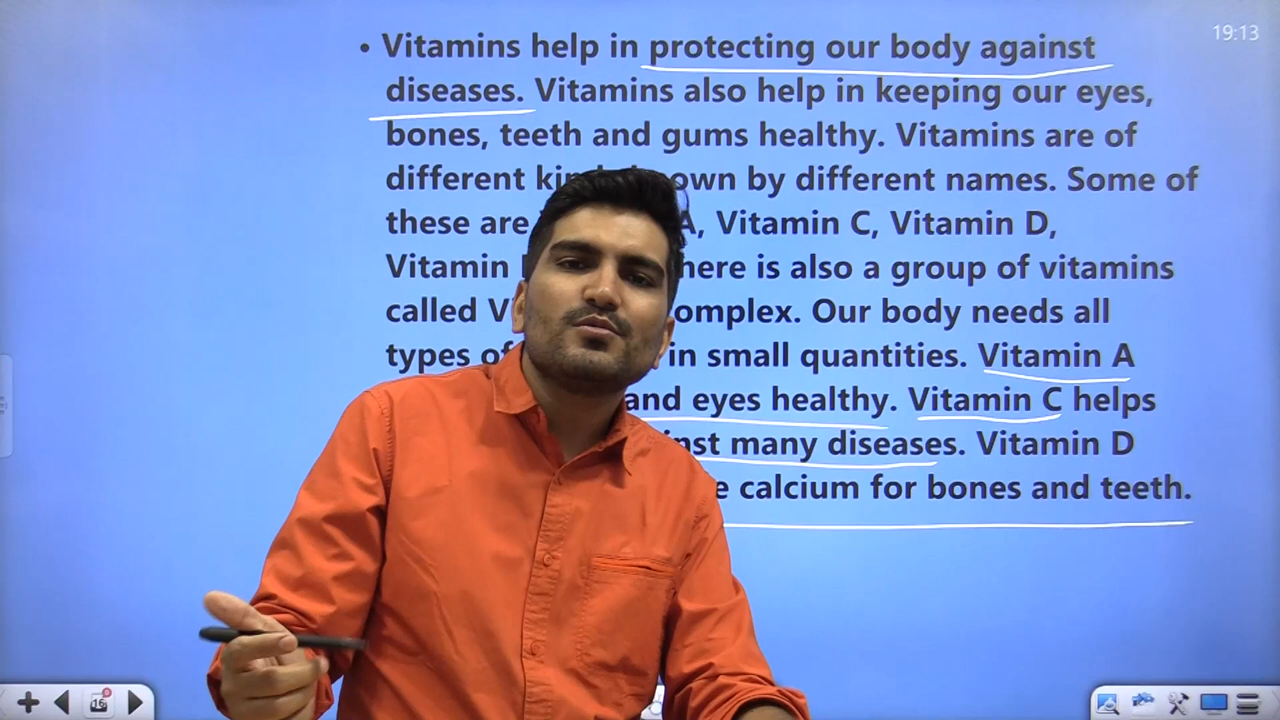 19:13
• Vitamins help in protecting our body against
diseases. Vitamins also help in keeping our eyes,
bones, teeth and gums healthy. Vitamins are of
different own by different names. Some of
these are A, Vitamin C, Vitamin D,
Vitamin here is also a group of vitamins
called omplex. Our body needs all
types of in small quantities. Vitamin A
and eyes healthy. Vitamin C helps
nst many diseases. Vitamin D
e calcium for bones and teeth.
16